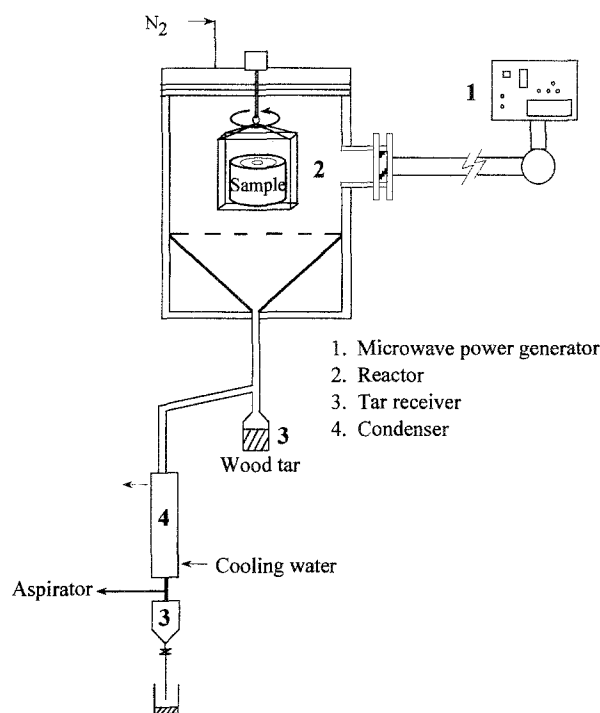 N2
1
2
Sample
1. Microwave power generator
2. Reactor
3. Tar receiver
4. Condenser
3
Wood tar
4
Cooling water
Aspirator
3